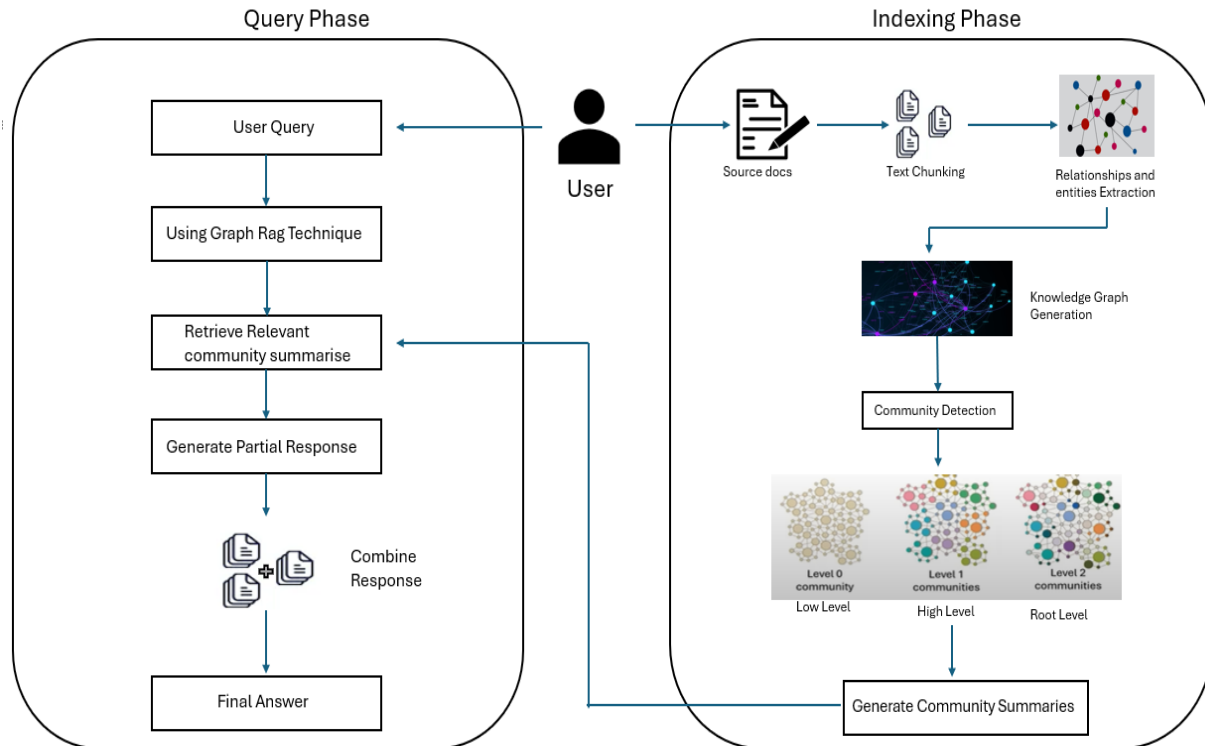 Query Phase
Indexing Phase
User Query
User
Source docs
Text Chunking
Relationships and
entities Extraction
Using Graph Rag Technique
Knowledge Graph
Generation
Retrieve Relevant
community summarise
Community Detection
Generate Partial Response
Combine
Response
Level 0
community
Level 1
communities
Level 2
communities
Low Level
High Level
Root Level
Final Answer
Generate Community Summaries